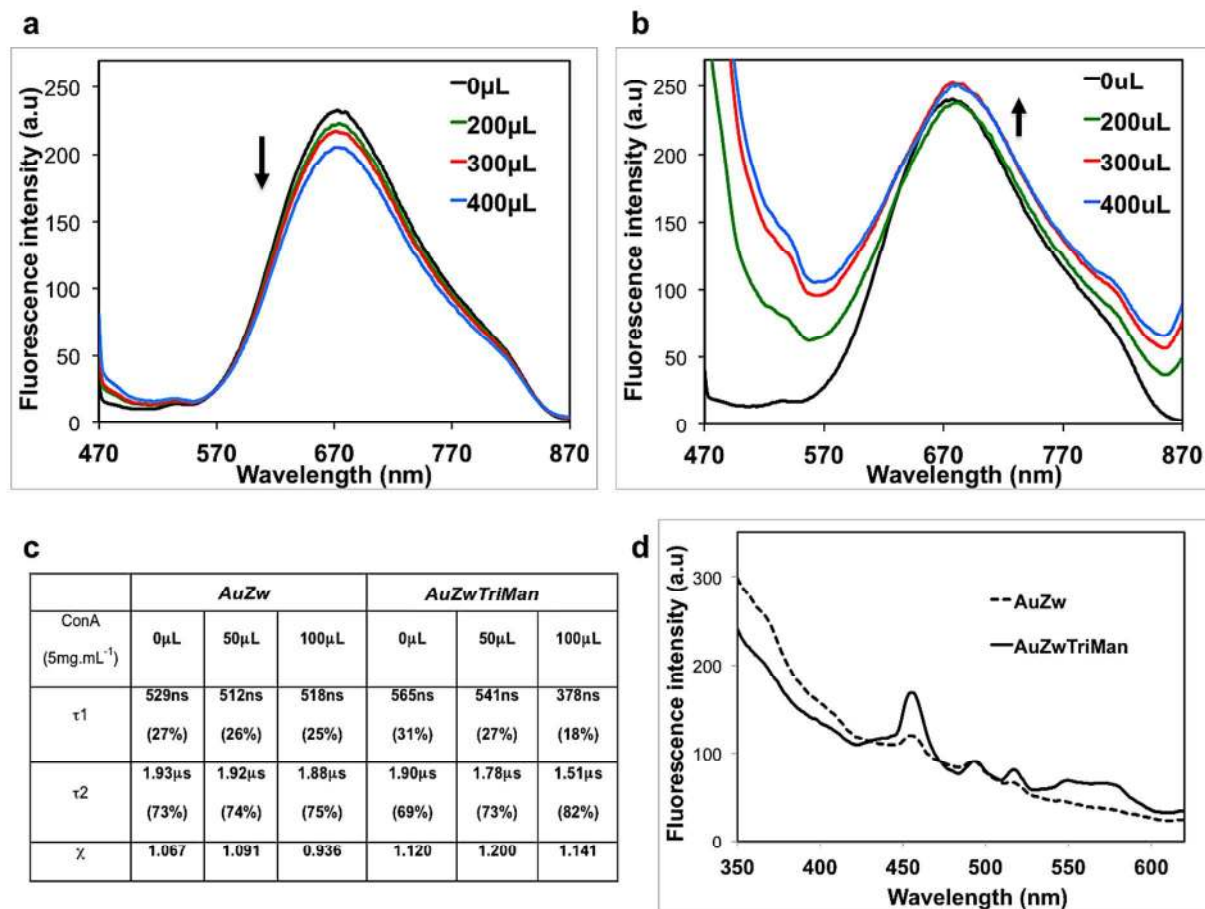 a
Fluorescence intensity (a.u)
250
200
150
100
50
0
470
570
670
770
870
Wavelength (nm)
0µL
200µL
300µL
400µL
b
Fluorescence intensity (a.u)
250
200
150
100
50
0
470
570
670
770
870
Wavelength (nm)
0uL
200uL
300uL
400uL
c
AuZw AuZwTriMan
ConA
(5mg.mL⁻¹)
0µL 50µL 100µL 0µL 50µL 100µL
τ1
529ns 512ns 518ns 565ns 541ns 378ns
(27%) (26%) (25%) (31%) (27%) (18%)
τ2
1.93µs 1.92µs 1.88µs 1.90µs 1.78µs 1.51µs
(73%) (74%) (75%) (69%) (73%) (82%)
χ 1.067 1.091 0.936 1.120 1.200 1.141
d
Fluorescence intensity (a.u)
300
200
100
0
350
400
450
500
550
600
Wavelength (nm)
AuZw
AuZwTriMan